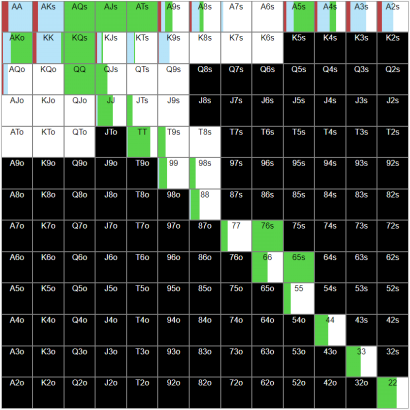 AA AKs AQs AJs ATs A9s A8s A7s A6s A5s A4s A3s A2s
AKo KK KQs KJs KTs K9s K8s K7s K6s K5s K4s K3s K2s
AQo KQo QQ QJs QTs Q9s Q8s Q7s Q6s Q5s Q4s Q3s Q2s
AJo KJo QJo JJ JTs J9s J8s J7s J6s J5s J4s J3s J2s
ATo KTo QTo JTo TT T9s T8s T7s T6s T5s T4s T3s T2s
A9o K9o Q9o J9o T9o 99 98s 97s 96s 95s 94s 93s 92s
A8o K8o Q8o J8o T8o 98o 88 87s 86s 85s 84s 83s 82s
A7o K7o Q7o J7o T7o 97o 87o 77 76s 75s 74s 73s 72s
A6o K6o Q6o J6o T6o 96o 86o 76o 66 65s 64s 63s 62s
A5o K5o Q5o J5o T5o 95o 85o 75o 65o 55 54s 53s 52s
A4o K4o Q4o J4o T4o 94o 84o 74o 64o 54o 44 43s 42s
A3o K3o Q3o J3o T3o 93o 83o 73o 63o 53o 43o 33 32s
A2o K2o Q2o J2o T2o 92o 82o 72o 62o 52o 42o 32o 22